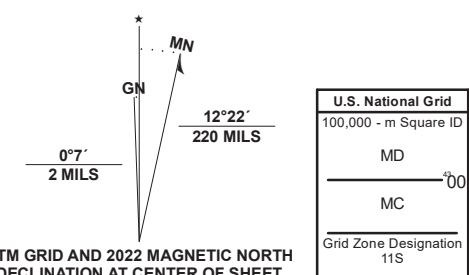 ★
MN
GN
12°22´
220 MILS
0°7´
2 MILS
TM GRID AND 2022 MAGNETIC NORTH
DECLINATION AT CENTER OF SHEET
U.S. National Grid
100,000 - m Square ID
MD
4300
MC
Grid Zone Designation
11S